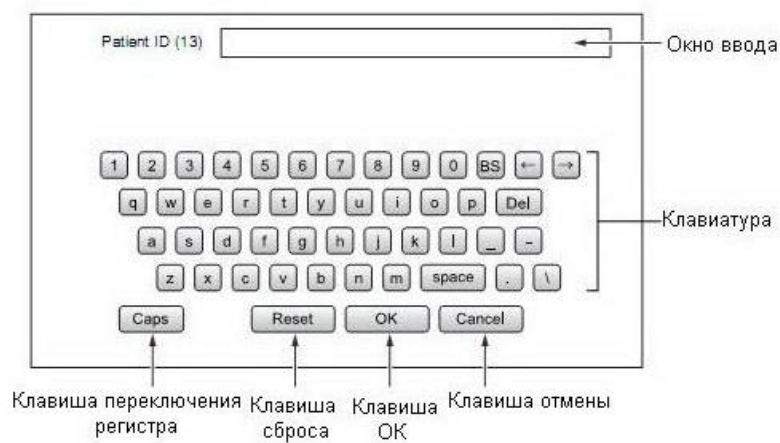 Patient ID (13)
Окно ввода
1 2 3 4 5 6 7 8 9 0 BS ← →
q w e r t y u i o p Del
Клавиатура
a s d f g h j k l _ -
z x c v b n m space . \
Caps Reset OK Cancel
Клавиша переключения
регистра
Клавиша
сброса
Клавиша
ОК
Клавиша отмены